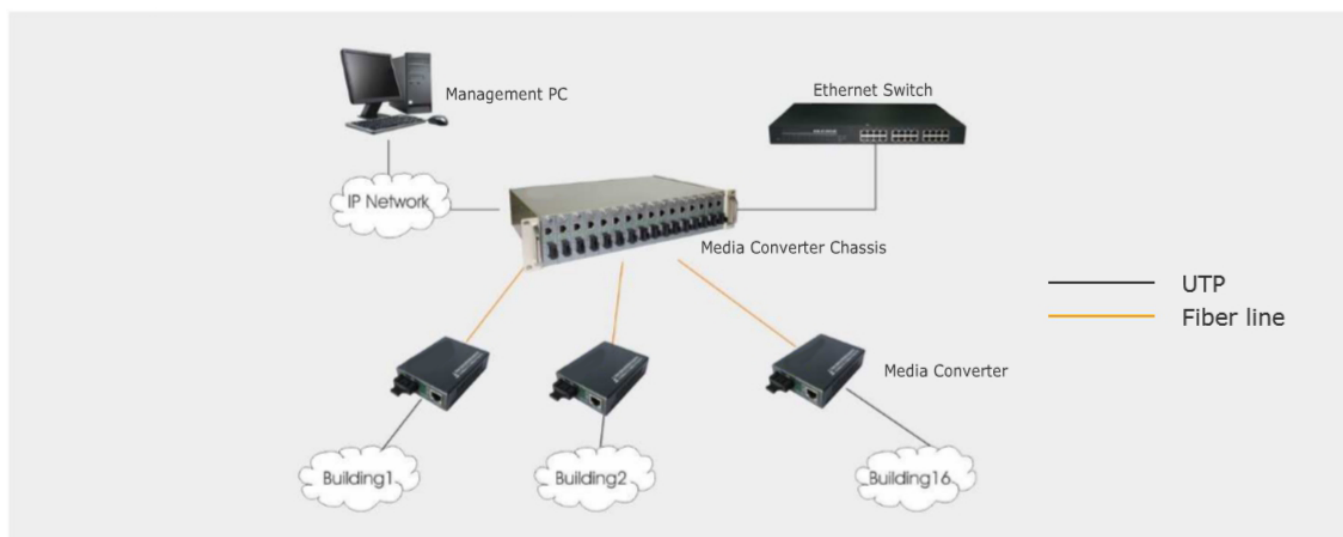 Management PC
Ethernet Switch
IP Network
Media Converter Chassis
UTP
Fiber line
Media Converter
Building1
Building2
Building16